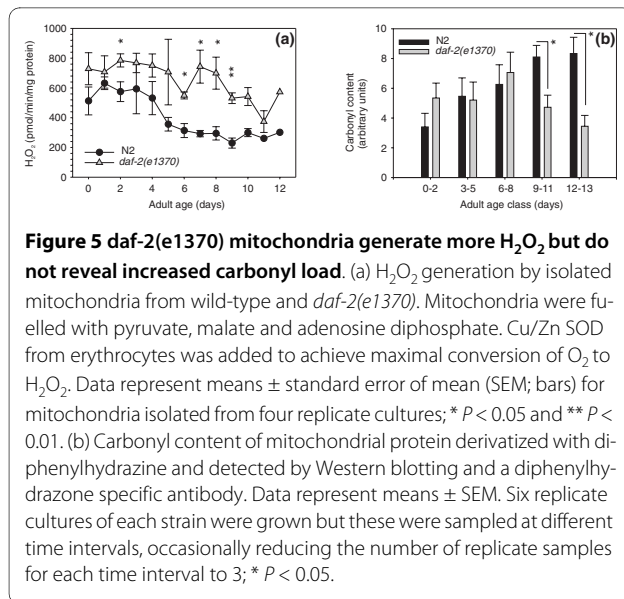 1000
800
600
400
200
0
H₂O₂ (pmol/min/mg protein)
(a)
*
*
*
*
**
N2
daf-2(e1370)
0 2 4 6 8 10 12
Adult age (days)
10
8
6
4
2
0
Carbonyl content
(arbitrary units)
N2
daf-2(e1370)
(b)
*
*
0-2 3-5 6-8 9-11 12-13
Adult age class (days)
Figure 5 daf-2(e1370) mitochondria generate more H₂O₂ but do
not reveal increased carbonyl load. (a) H₂O₂ generation by isolated
mitochondria from wild-type and daf-2(e1370). Mitochondria were fu-
elled with pyruvate, malate and adenosine diphosphate. Cu/Zn SOD
from erythrocytes was added to achieve maximal conversion of O₂ to
H₂O₂. Data represent means ± standard error of mean (SEM; bars) for
mitochondria isolated from four replicate cultures; * P < 0.05 and ** P <
0.01. (b) Carbonyl content of mitochondrial protein derivatized with di-
phenylhydrazine and detected by Western blotting and a diphenylhy-
drazone specific antibody. Data represent means ± SEM. Six replicate
cultures of each strain were grown but these were sampled at different
time intervals, occasionally reducing the number of replicate samples
for each time interval to 3; * P < 0.05.